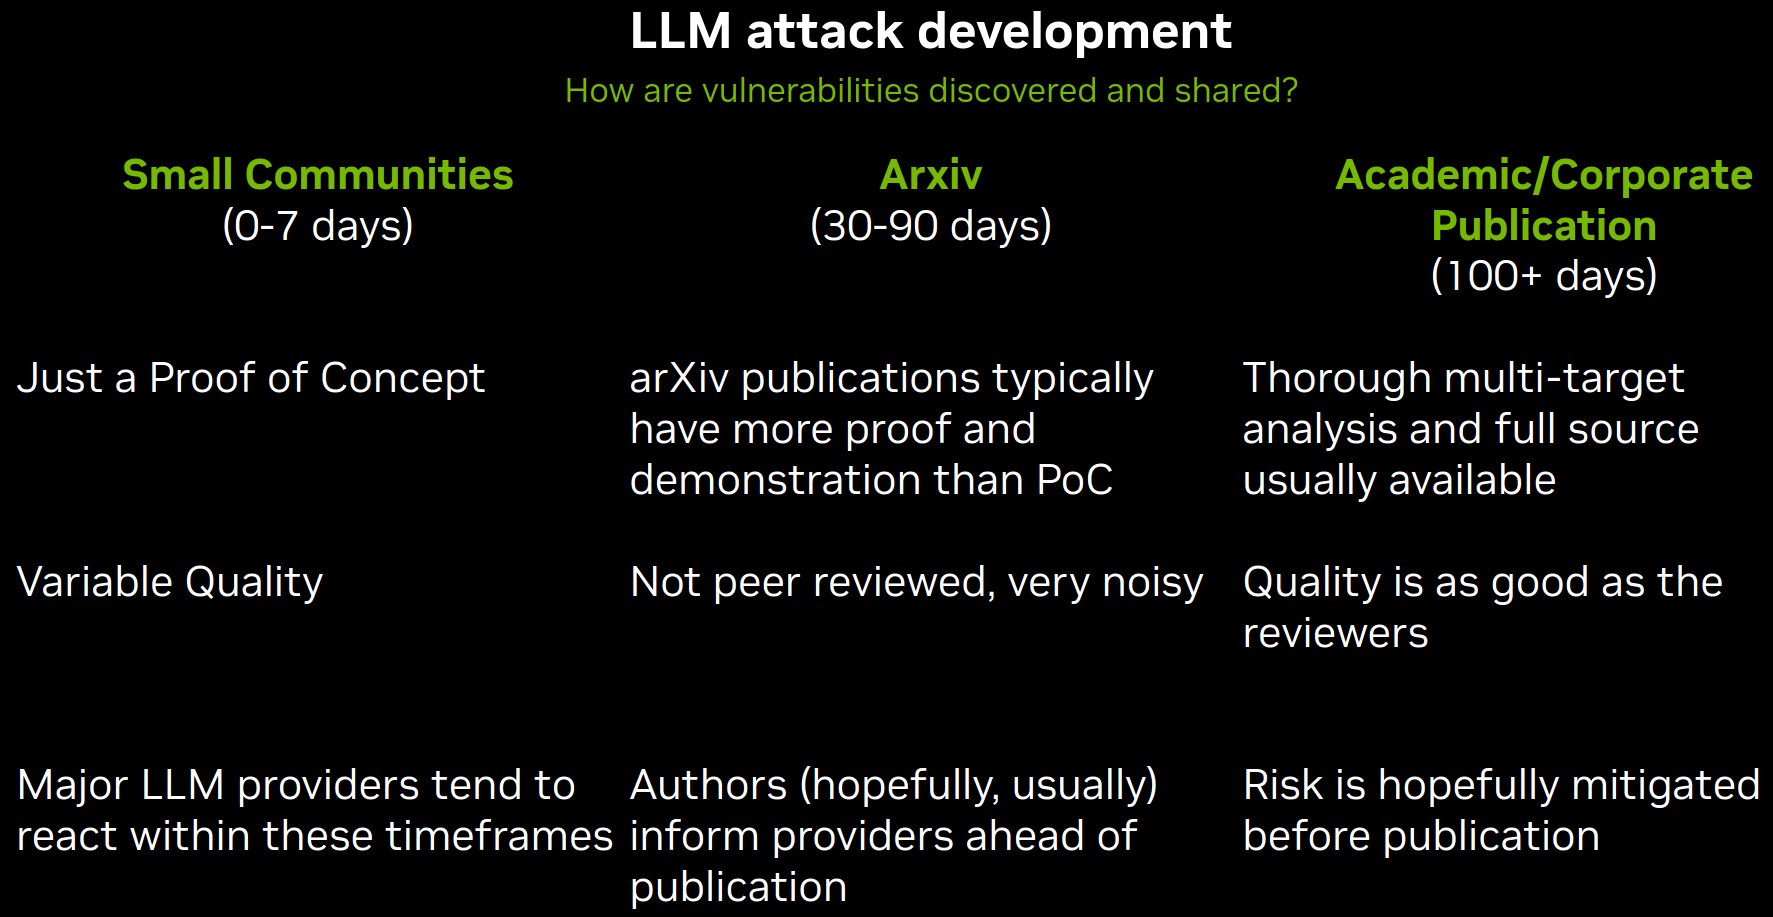 LLM attack development
How are vulnerabilities discovered and shared?
Small Communities
(0-7 days)
Arxiv
(30-90 days)
Academic/Corporate
Publication
(100+ days)
Just a Proof of Concept
arXiv publications typically
have more proof and
demonstration than PoC
Thorough multi-target
analysis and full source
usually available
Variable Quality
Not peer reviewed, very noisy
Quality is as good as the
reviewers
Major LLM providers tend to
react within these timeframes
Authors (hopefully, usually)
inform providers ahead of
publication
Risk is hopefully mitigated
before publication